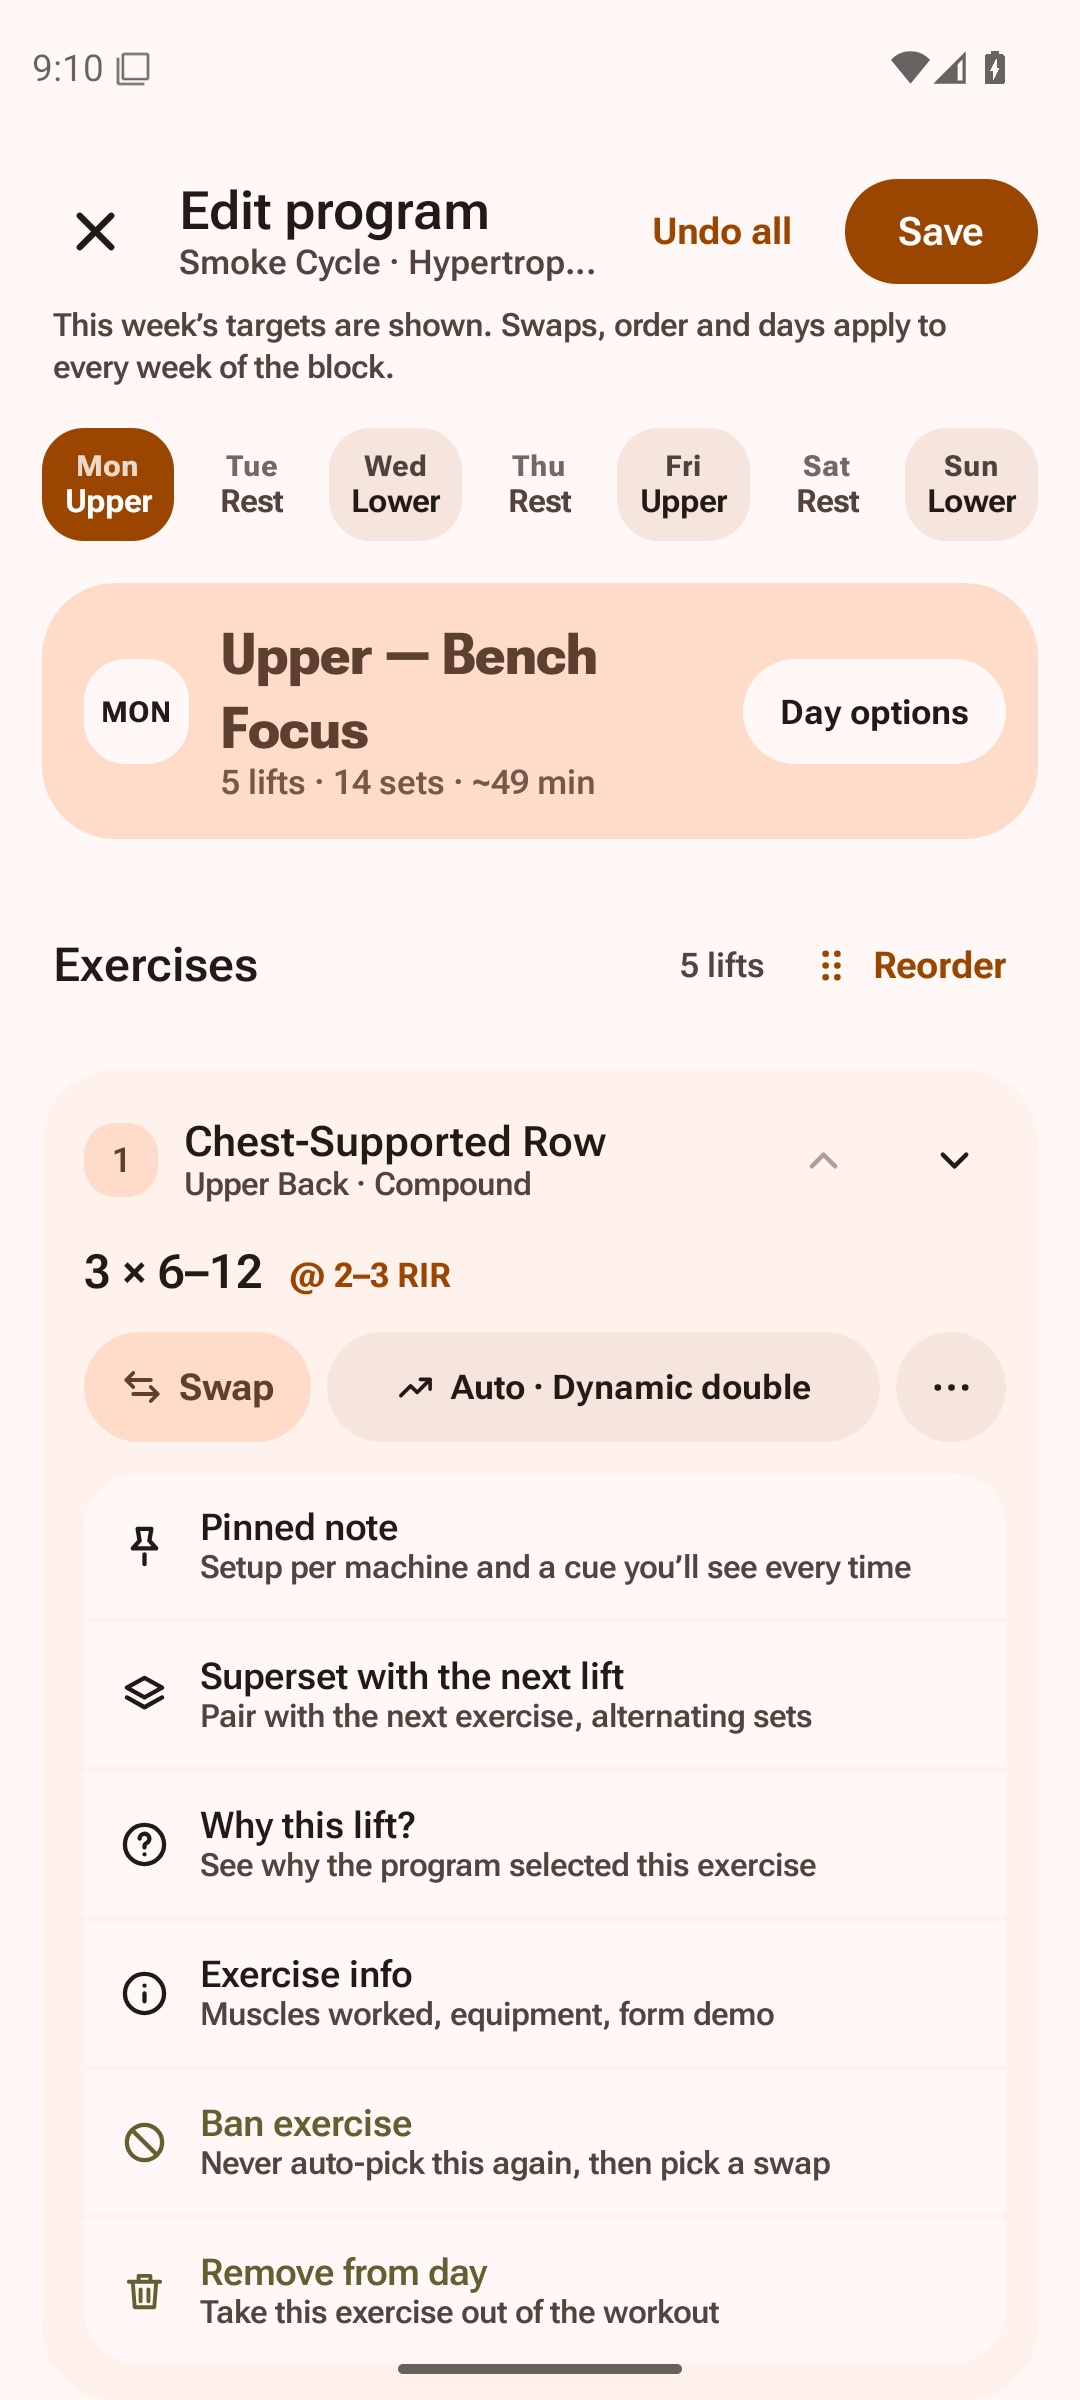 9:10
Edit program
Smoke Cycle · Hypertrop...
Undo all
Save
This week’s targets are shown. Swaps, order and days apply to
every week of the block.
Mon
Upper
Tue
Rest
Wed
Lower
Thu
Rest
Fri
Upper
Sat
Rest
Sun
Lower
MON
Upper — Bench
Focus
5 lifts · 14 sets · ~49 min
Day options
Exercises
5 lifts
Reorder
1
Chest-Supported Row
Upper Back · Compound
3 × 6–12 @ 2–3 RIR
Swap
Auto · Dynamic double
Pinned note
Setup per machine and a cue you’ll see every time
Superset with the next lift
Pair with the next exercise, alternating sets
Why this lift?
See why the program selected this exercise
Exercise info
Muscles worked, equipment, form demo
Ban exercise
Never auto-pick this again, then pick a swap
Remove from day
Take this exercise out of the workout